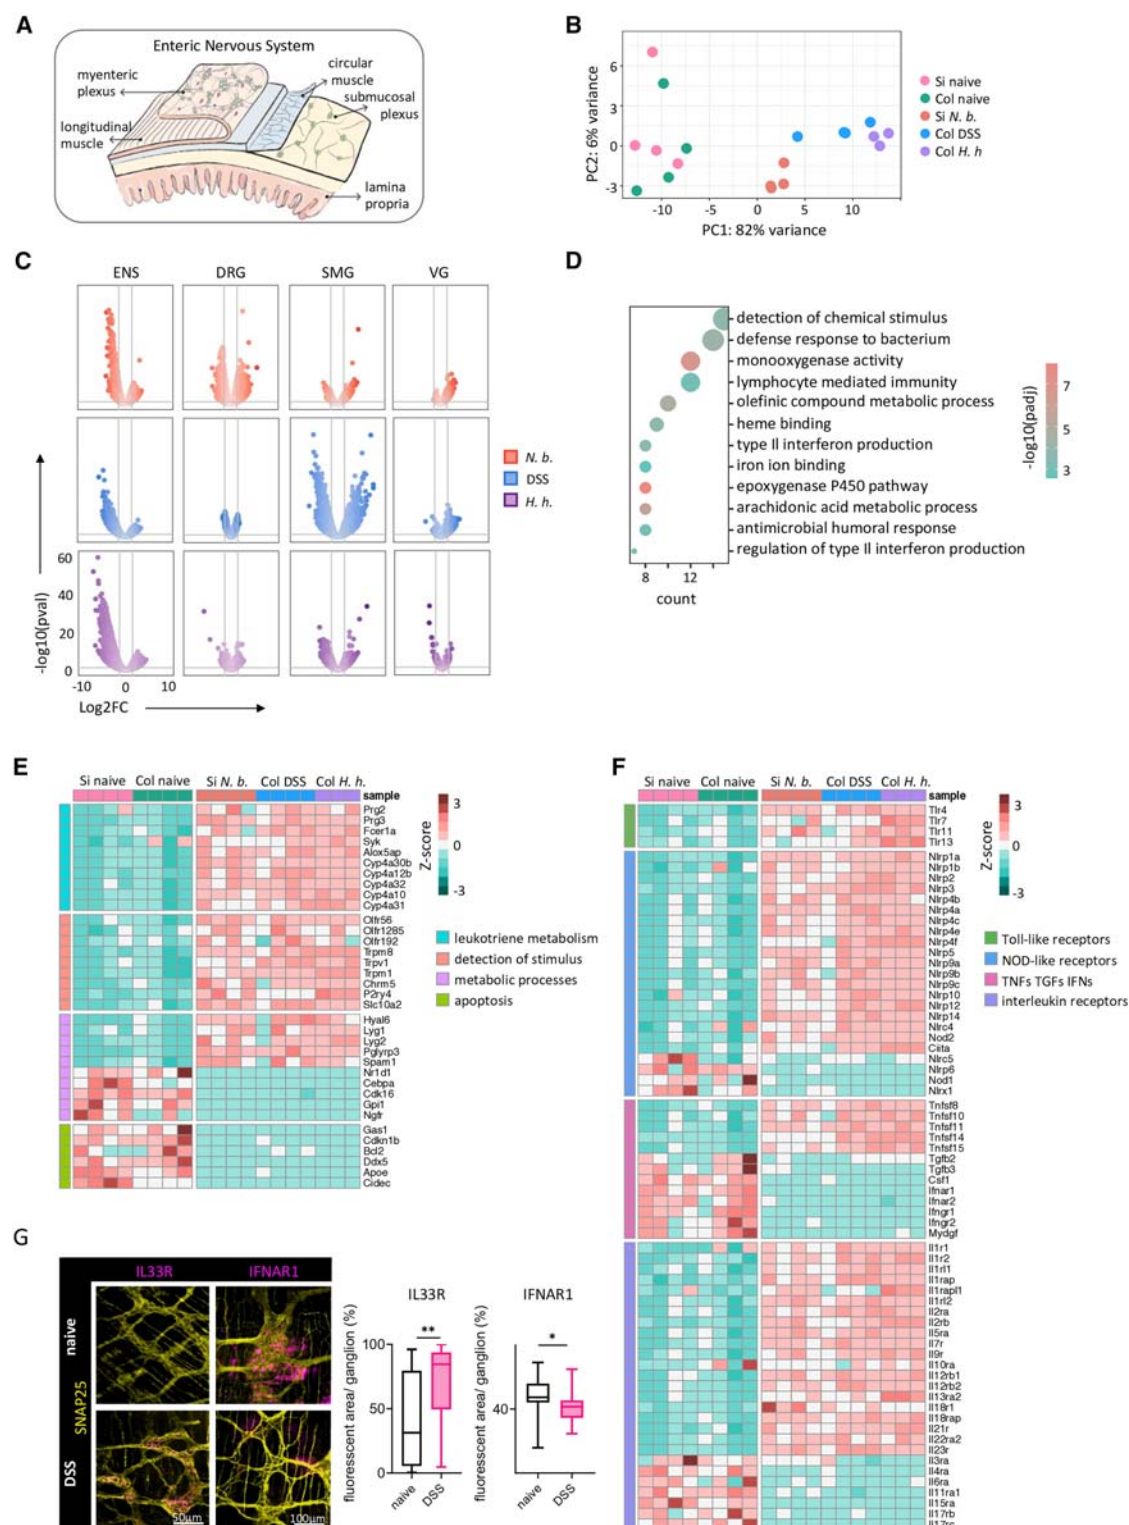 A
Enteric Nervous System
myenteric
plexus
circular
muscle
submucosal
plexus
longitudinal
muscle
lamina
propria
B
6
3
0
-3
PC2: 6% variance
-10 -5 0 5 10
PC1: 82% variance
Si naive
Col naive
Si N. b.
Col DSS
Col H. h
C
ENS DRG SMG VG
N. b.
DSS
H. h.
60
40
20
0
-log10(pval)
-10 0 10
Log2FC
D
detection of chemical stimulus
defense response to bacterium
monooxygenase activity
lymphocyte mediated immunity
olefinic compound metabolic process
heme binding
type II interferon production
iron ion binding
epoxygenase P450 pathway
arachidonic acid metabolic process
antimicrobial humoral response
regulation of type II interferon production
8 12
count
-log10(padj)
7
5
3
E
Si naive Col naive Si N. b. Col DSS Col H. h.
sample
Prg2
Prg3
Fcer1a
Syk
Alox5ap
Cyp4a30b
Cyp4a12b
Cyp4a32
Cyp4a10
Cyp4a31
Olfr56
Olfr1285
Olfr192
Trpm8
Trpv1
Trpm1
Chrm5
P2ry4
Slc10a2
Hyal6
Lyg1
Lyg2
Pglyrp3
Spam1
Nr1d1
Cebpa
Cdk16
Gpi1
Ngfr
Gas1
Cdkn1b
Bcl2
Ddx5
Apoe
Cidec
Z-score
3
0
-3
leukotriene metabolism
detection of stimulus
metabolic processes
apoptosis
F
Si naive Col naive Si N. b. Col DSS Col H. h.
sample
Tlr4
Tlr7
Tlr11
Tlr13
Nlrp1a
Nlrp1b
Nlrp2
Nlrp3
Nlrp4b
Nlrp4a
Nlrp4c
Nlrp4e
Nlrp4f
Nlrp5
Nlrp9a
Nlrp9b
Nlrp9c
Nlrp10
Nlrp12
Nlrp14
Nlrc4
Nod2
Ciita
Nlrc5
Nlrp6
Nod1
Nlrx1
Tnfsf8
Tnfsf10
Tnfsf11
Tnfsf14
Tnfsf15
Tgfb2
Tgfb3
Csf1
Ifnar1
Ifnar2
Ifngr1
Ifngr2
Mydgf
Il1r1
Il1r2
Il1rl1
Il1rap
Il1rapl1
Il1rl2
Il2ra
Il2rb
Il5ra
Il7r
Il9r
Il10ra
Il12rb1
Il12rb2
Il13ra2
Il18r1
Il18rap
Il21r
Il22ra2
Il23r
Il3ra
Il4ra
Il6ra
Il11ra1
Il15ra
Il17rb
Il17rc
Z-score
3
0
-3
Toll-like receptors
NOD-like receptors
TNFs TGFs IFNs
interleukin receptors
G
IL33R IFNAR1
naive
SNAP25
DSS
50µm 100µm
IL33R
fluoresscent area/ ganglion (%)
100
50
0
**
naive DSS
IFNAR1
fluoresscent area/ ganglion (%)
40
*
naive DSS